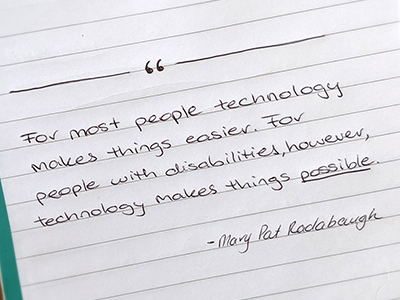 “
For most people technology
makes things easier. For
people with disabilities, however,
technology makes things possible.
- Mary Pat Radabaugh